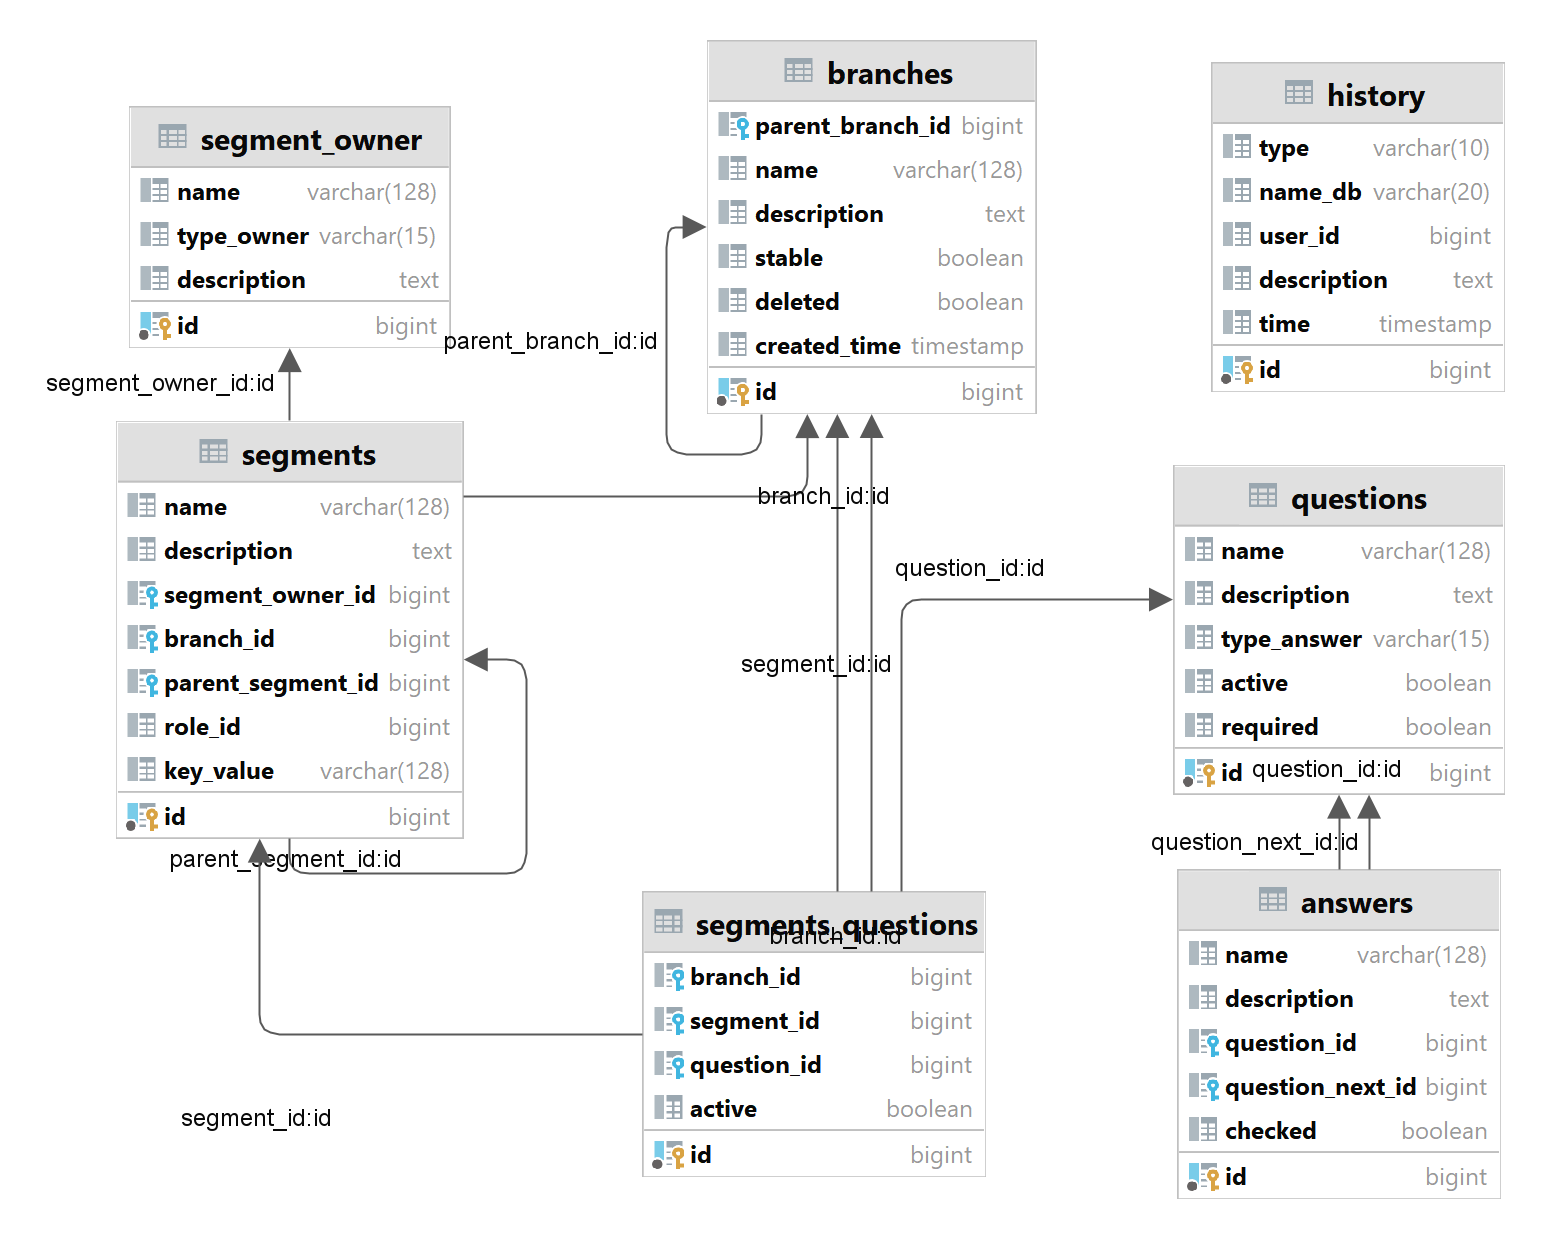 segment_owner
name varchar(128)
type_owner varchar(15)
description text
id bigint
branches
parent_branch_id bigint
name varchar(128)
description text
stable boolean
deleted boolean
created_time timestamp
id bigint
history
type varchar(10)
name_db varchar(20)
user_id bigint
description text
time timestamp
id bigint
parent_branch_id:id
segment_owner_id:id
segments
name varchar(128)
description text
segment_owner_id bigint
branch_id bigint
parent_segment_id bigint
role_id bigint
key_value varchar(128)
id bigint
branch_id:id
question_id:id
segment_id:id
questions
name varchar(128)
description text
type_answer varchar(15)
active boolean
required boolean
id bigint
question_id:id
question_next_id:id
parent_segment_id:id
segments_questions
branch_id:id
branch_id bigint
segment_id bigint
question_id bigint
active boolean
id bigint
segment_id:id
answers
name varchar(128)
description text
question_id bigint
question_next_id bigint
checked boolean
id bigint